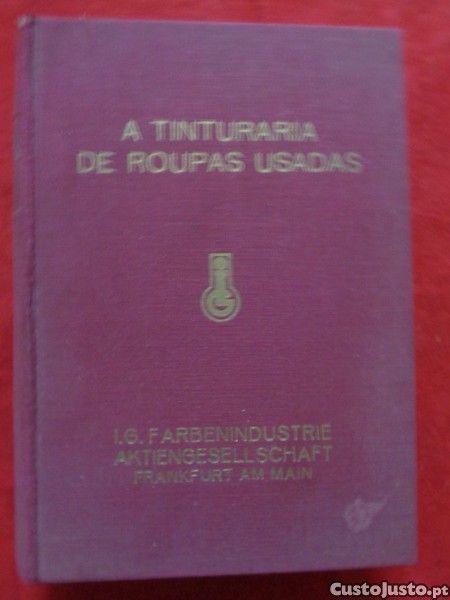 A TINTURARIA
DE ROUPAS USADAS
I.G. FARBENINDUSTRIE
AKTIENGESELLSCHAFT
FRANKFURT AM MAIN
CustoJusto.pt